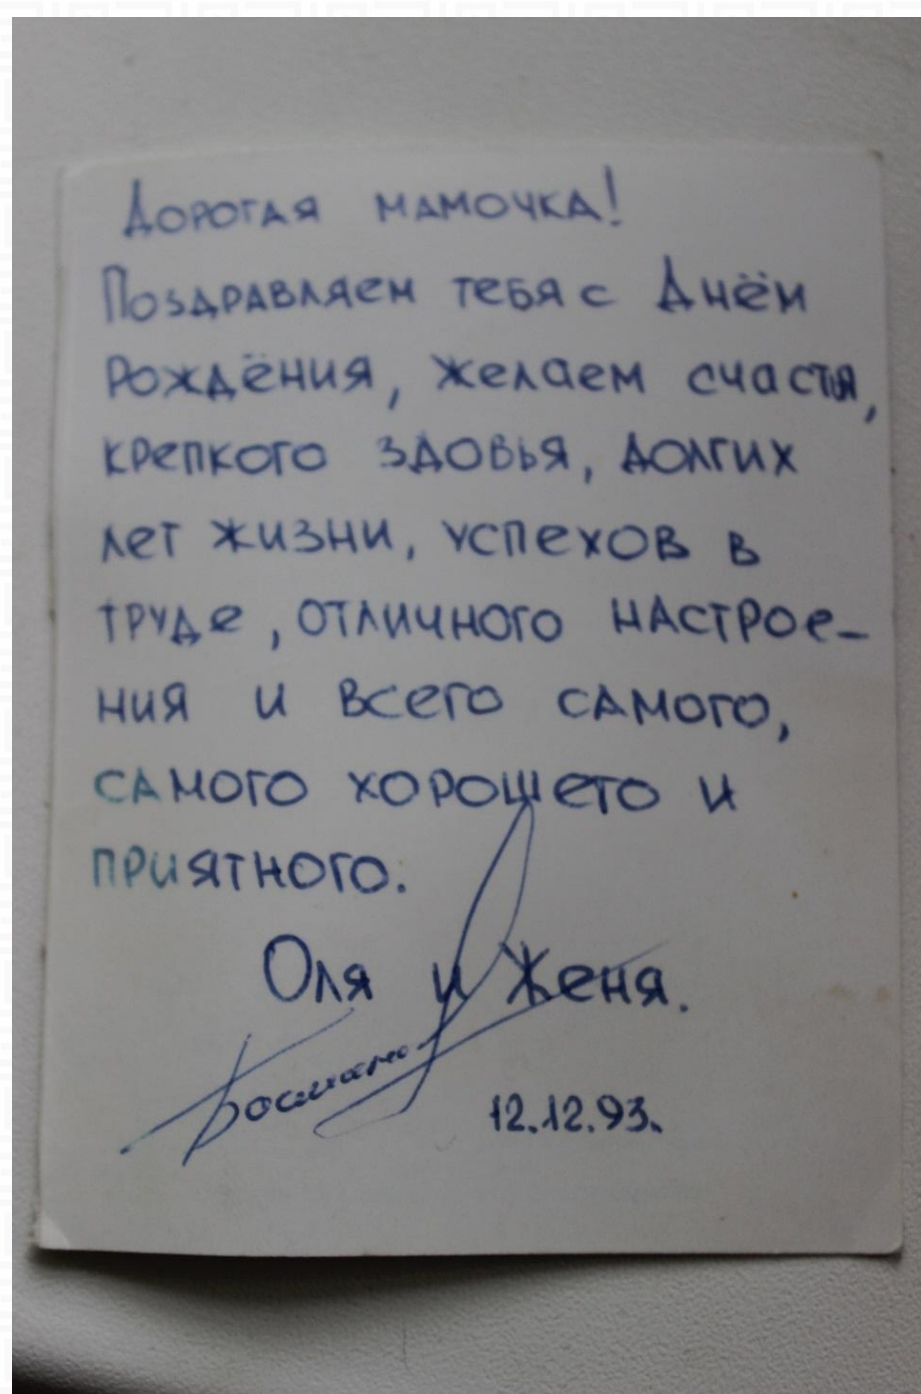 Дорогая мамочка!
Поздравляем тебя с Днём
Рождёния, желаем счастья,
крепкого здовья, долгих
лет жизни, успехов в
труде, отличного настрое-
ния и всего самого,
самого хорошего и
приятного.
Оля и Женя.
12.12.93.